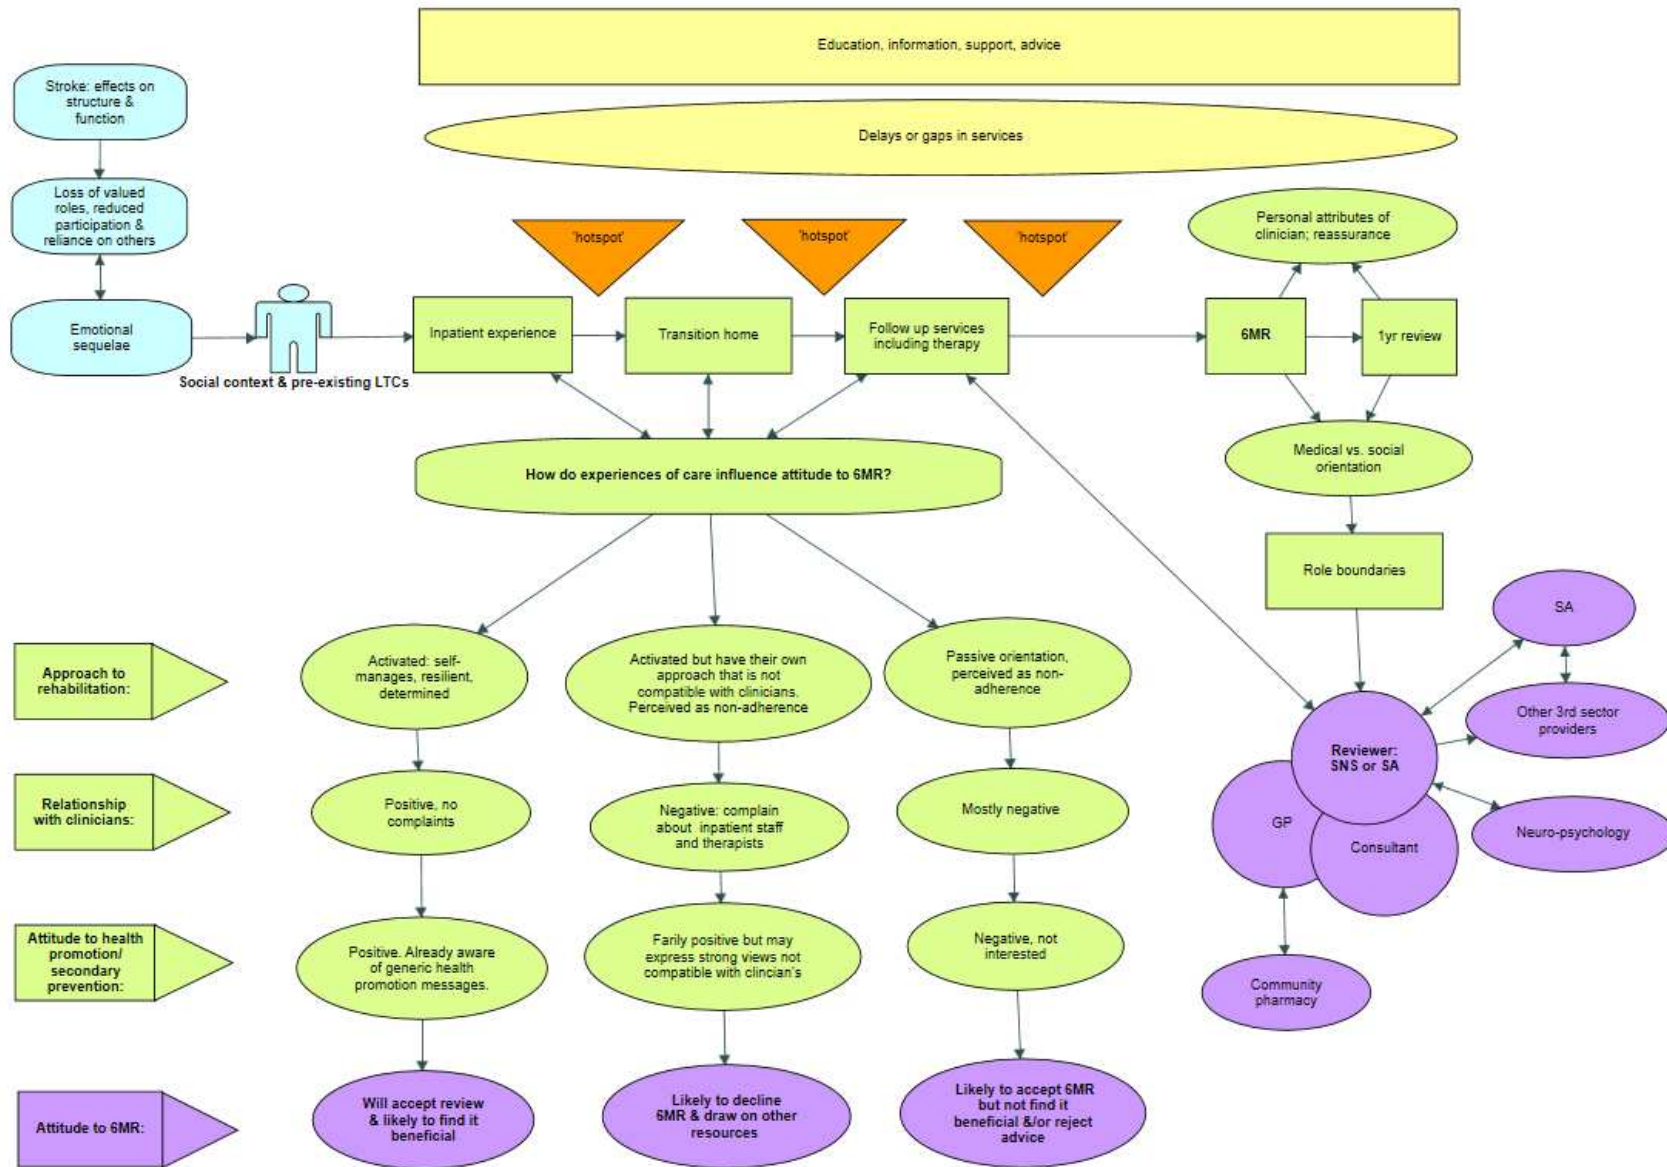 Education, information, support, advice
Stroke: effects on
structure &
function
Delays or gaps in services
Loss of valued
roles, reduced
participation &
reliance on others
'hotspot'
'hotspot'
'hotspot'
Personal attributes of
clinician; reassurance
Emotional
sequelae
Social context & pre-existing LTCs
Inpatient experience
Transition home
Follow up services
including therapy
6MR
1yr review
How do experiences of care influence attitude to 6MR?
Medical vs. social
orientation
Role boundaries
Approach to
rehabilitation:
Activated: self-
manages, resilient,
determined
Activated but have their own
approach that is not
compatible with clinicians.
Perceived as non-adherence
Passive orientation,
perceived as non-
adherence
SA
Other 3rd sector
providers
Reviewer:
SNS or SA
GP
Consultant
Neuro-psychology
Community
pharmacy
Relationship
with clinicians:
Positive, no
complaints
Negative: complain
about inpatient staff
and therapists
Mostly negative
Attitude to health
promotion/
secondary
prevention:
Positive. Already aware
of generic health
promotion messages.
Farily positive but may
express strong views not
compatible with clincian's
Negative, not
interested
Attitude to 6MR:
Will accept review
& likely to find it
beneficial
Likely to decline
6MR & draw on other
resources
Likely to accept 6MR
but not find it
beneficial &/or reject
advice